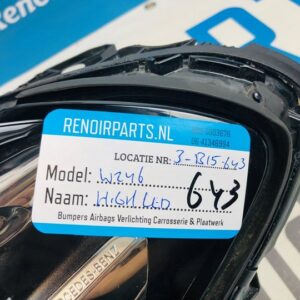 RENOIRPARTS.NL
LOCATIE NR: 3-B15-643
Model: W246
Naam: HIGH LED
643
Bumpers Airbags Verlichting Carrosserie & Plaatwerk
MERCEDES-BENZ